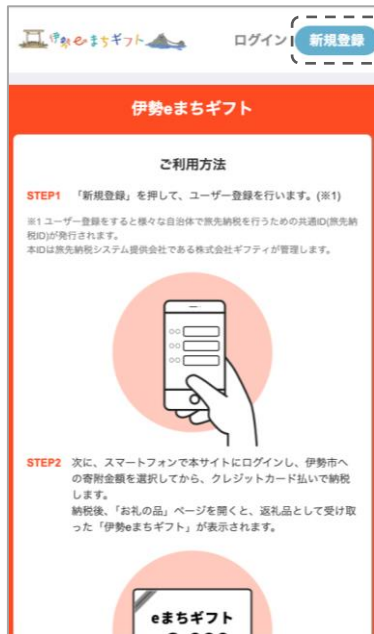 伊勢eまちギフト
ログイン
新規登録
伊勢eまちギフト
ご利用方法
STEP1 「新規登録」を押して、ユーザー登録を行います。(※1)
※1 ユーザー登録をすると様々な自治体で旅先納税を行うための共通ID(旅先納
税ID)が発行されます。
本IDは旅先納税システム提供会社である株式会社ギフティが管理します。
STEP2 次に、スマートフォンで本サイトにログインし、伊勢市へ
の寄附金額を選択してから、クレジットカード払いで納税
します。
納税後、「お礼の品」ページを開くと、返礼品として受け取
った「伊勢eまちギフト」が表示されます。
eまちギフト